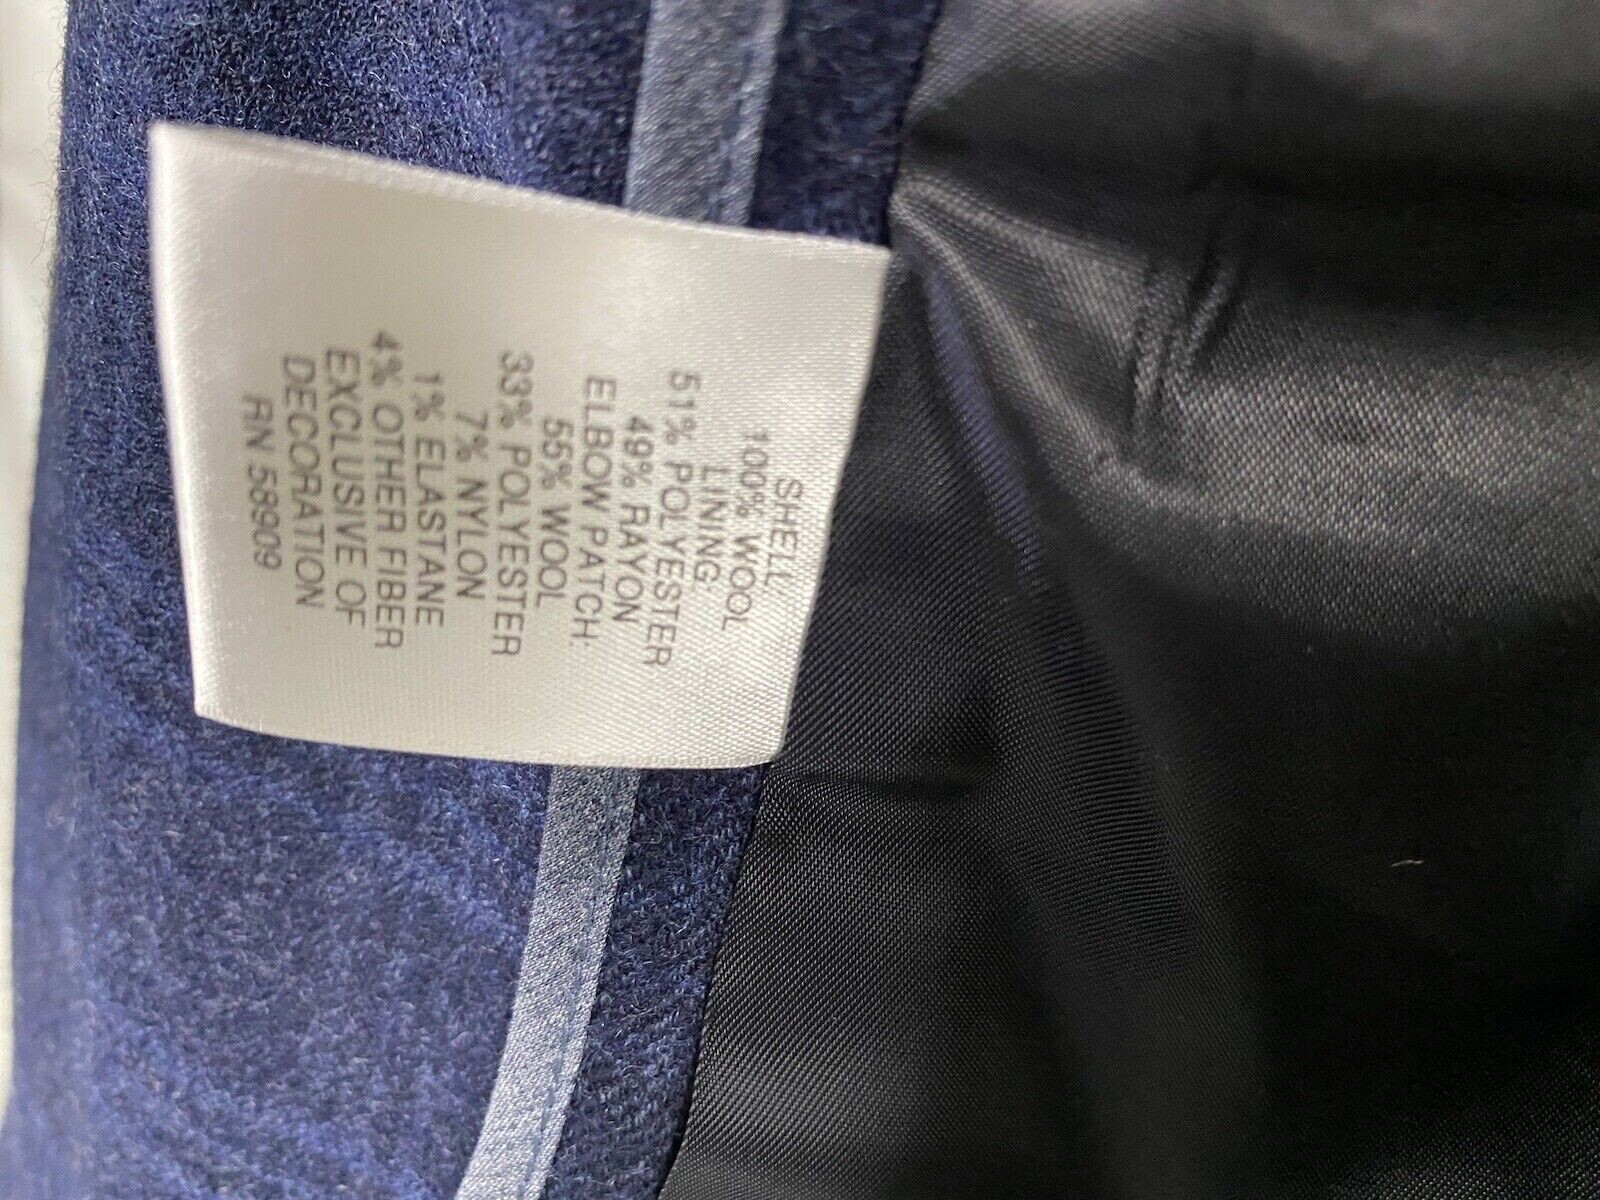 SHELL:
100% WOOL
LINING:
51% POLYESTER
49% RAYON
ELBOW PATCH:
55% WOOL
33% POLYESTER
7% NYLON
1% ELASTANE
4% OTHER FIBER
EXCLUSIVE OF
DECORATION
RN 58909